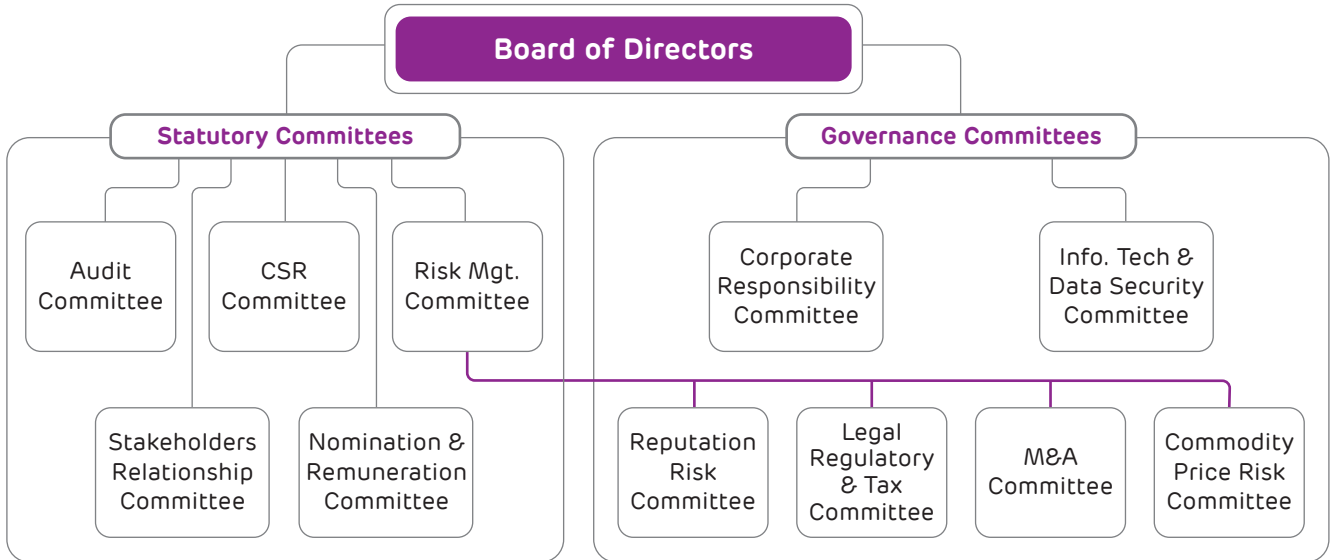 Board of Directors
Statutory Committees
Governance Committees
Audit
Committee
CSR
Committee
Risk Mgt.
Committee
Corporate
Responsibility
Committee
Info. Tech &
Data Security
Committee
Stakeholders
Relationship
Committee
Nomination &
Remuneration
Committee
Reputation
Risk
Committee
Legal
Regulatory
& Tax
Committee
M&A
Committee
Commodity
Price Risk
Committee